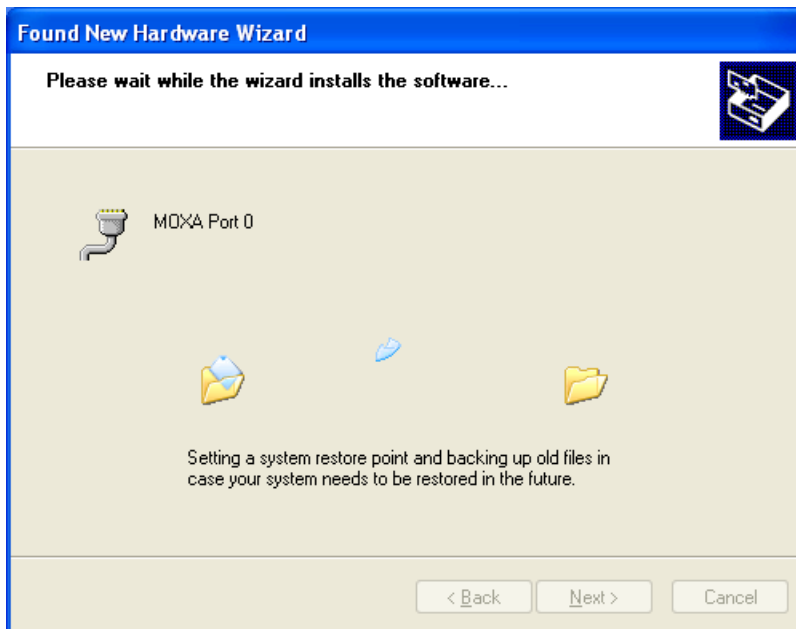 Found New Hardware Wizard
Please wait while the wizard installs the software...
MOXA Port 0
Setting a system restore point and backing up old files in
case your system needs to be restored in the future.
< Back
Next >
Cancel